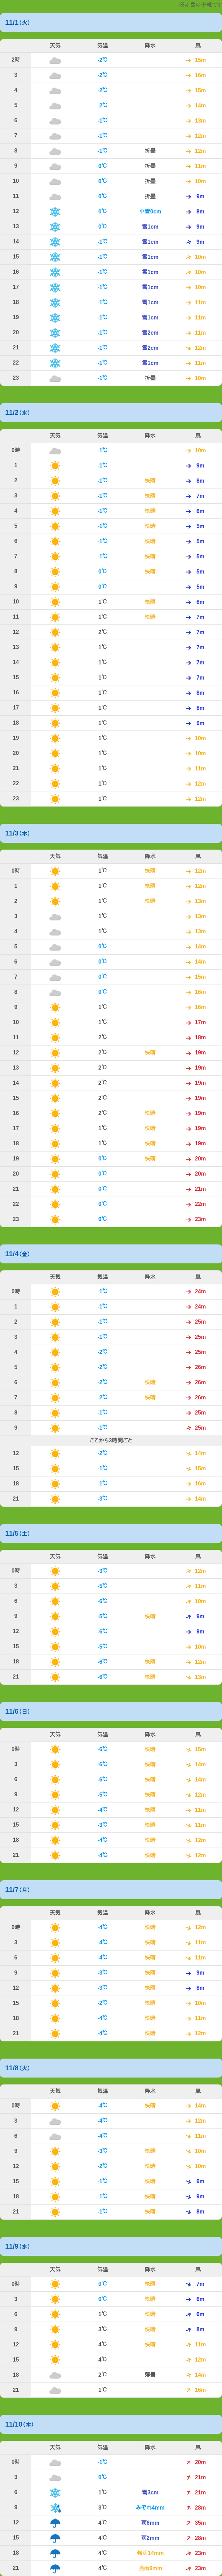 ※多段の予報です
11/1 (火)
天気 気温 降水 風
2時 -2℃ 15m
3 -2℃ 16m
4 -2℃ 15m
5 -2℃ 14m
6 -1℃ 13m
7 -1℃ 12m
8 -1℃ 折曇 12m
9 0℃ 折曇 11m
10 0℃ 折曇 10m
11 0℃ 折曇 9m
12 0℃ 小雪0cm 8m
13 0℃ 雪1cm 9m
14 -1℃ 雪1cm 9m
15 -1℃ 雪1cm 10m
16 -1℃ 雪1cm 10m
17 -1℃ 雪1cm 10m
18 -1℃ 雪1cm 11m
19 -1℃ 雪1cm 11m
20 -1℃ 雪2cm 11m
21 -1℃ 雪2cm 12m
22 -1℃ 雪1cm 11m
23 -1℃ 折曇 10m
11/2 (水)
天気 気温 降水 風
0時 -1℃ 10m
1 -1℃ 9m
2 -1℃ 快晴 8m
3 -1℃ 快晴 7m
4 -1℃ 快晴 6m
5 -1℃ 快晴 5m
6 -1℃ 快晴 5m
7 -1℃ 快晴 5m
8 0℃ 快晴 5m
9 0℃ 5m
10 1℃ 快晴 6m
11 1℃ 快晴 7m
12 2℃ 7m
13 1℃ 7m
14 1℃ 7m
15 1℃ 7m
16 1℃ 8m
17 1℃ 8m
18 1℃ 9m
19 1℃ 10m
20 1℃ 10m
21 1℃ 11m
22 1℃ 12m
23 1℃ 12m
11/3 (木)
天気 気温 降水 風
0時 1℃ 快晴 12m
1 1℃ 快晴 12m
2 1℃ 快晴 13m
3 1℃ 13m
4 1℃ 13m
5 0℃ 14m
6 0℃ 14m
7 0℃ 15m
8 0℃ 16m
9 1℃ 16m
10 1℃ 17m
11 2℃ 18m
12 2℃ 快晴 19m
13 2℃ 19m
14 2℃ 19m
15 2℃ 19m
16 2℃ 快晴 19m
17 1℃ 快晴 19m
18 1℃ 快晴 19m
19 0℃ 快晴 20m
20 0℃ 20m
21 0℃ 21m
22 0℃ 22m
23 0℃ 23m
11/4 (金)
天気 気温 降水 風
0時 -1℃ 24m
1 -1℃ 24m
2 -1℃ 25m
3 -1℃ 25m
4 -2℃ 25m
5 -2℃ 26m
6 -2℃ 快晴 26m
7 -2℃ 快晴 26m
8 -1℃ 25m
9 -1℃ 25m
ここから3時間ごと
12 -2℃ 14m
15 -1℃ 15m
18 -1℃ 16m
21 -3℃ 14m
11/5 (土)
天気 気温 降水 風
0時 -3℃ 12m
3 -5℃ 11m
6 -6℃ 10m
9 -5℃ 快晴 9m
12 -6℃ 9m
15 -5℃ 10m
18 -6℃ 快晴 12m
21 -6℃ 快晴 13m
11/6 (日)
天気 気温 降水 風
0時 -6℃ 快晴 15m
3 -6℃ 快晴 14m
6 -6℃ 快晴 14m
9 -5℃ 快晴 12m
12 -4℃ 快晴 11m
15 -3℃ 快晴 11m
18 -4℃ 快晴 12m
21 -4℃ 快晴 12m
11/7 (月)
天気 気温 降水 風
0時 -4℃ 快晴 12m
3 -4℃ 快晴 11m
6 -4℃ 快晴 11m
9 -3℃ 快晴 9m
12 -3℃ 快晴 8m
15 -2℃ 快晴 10m
18 -4℃ 快晴 11m
21 -4℃ 快晴 12m
11/8 (火)
天気 気温 降水 風
0時 -4℃ 快晴 14m
3 -4℃ 12m
6 -4℃ 11m
9 -3℃ 快晴 10m
12 -2℃ 快晴 10m
15 -1℃ 快晴 9m
18 -1℃ 快晴 9m
21 -1℃ 快晴 8m
11/9 (水)
天気 気温 降水 風
0時 0℃ 快晴 7m
3 0℃ 快晴 6m
6 1℃ 快晴 6m
9 3℃ 快晴 8m
12 4℃ 快晴 11m
15 4℃ 12m
18 2℃ 薄曇 14m
21 1℃ 16m
11/10 (木)
天気 気温 降水 風
0時 -1℃ 20m
3 0℃ 21m
6 1℃ 雪3cm 21m
9 3℃ みぞれ4mm 28m
12 4℃ 雨6mm 35m
15 4℃ 雨2mm 28m
18 4℃ 強雨14mm 23m
21 4℃ 強雨9mm 23m